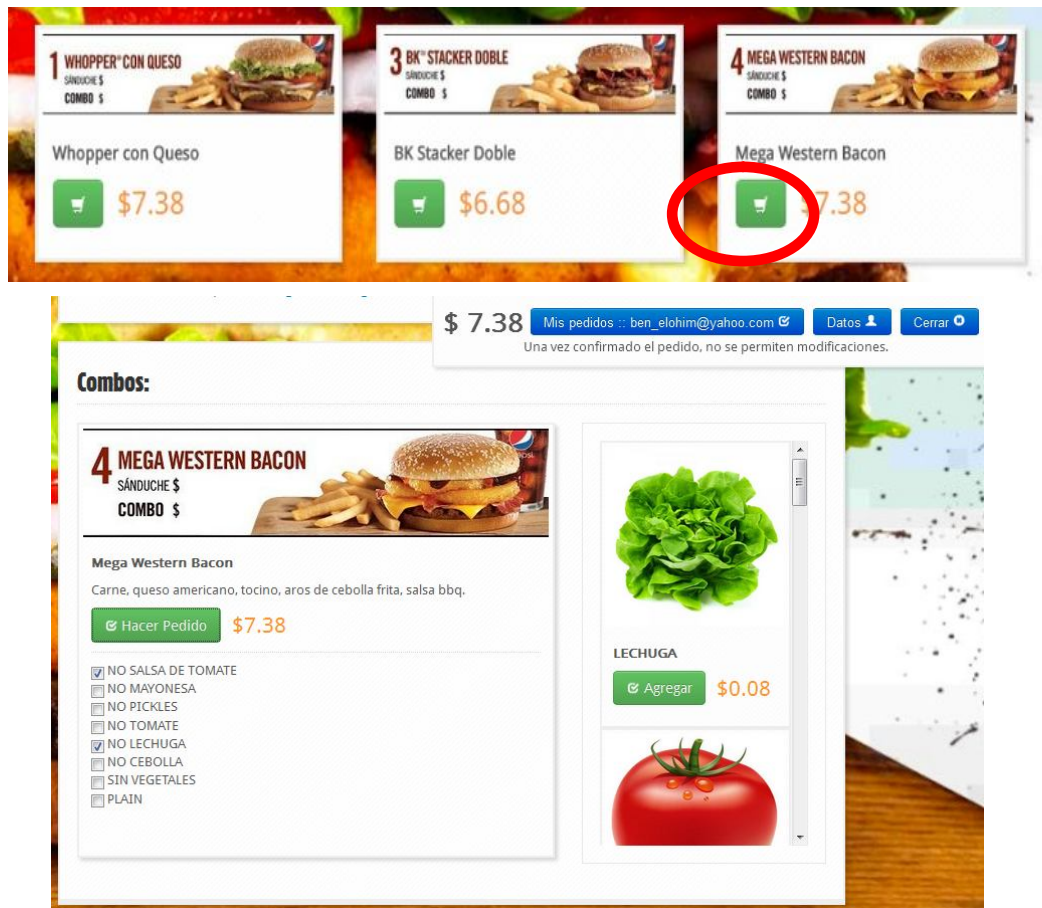 1 WHOPPER® CON QUESO
SÁNDUCHE $
COMBO $
Whopper con Queso
$7.38
3 BK™ STACKER DOBLE
SÁNDUCHE $
COMBO $
BK Stacker Doble
$6.68
4 MEGA WESTERN BACON
SÁNDUCHE $
COMBO $
Mega Western Bacon
$7.38
$ 7.38 Mis pedidos :: ben_elohim@yahoo.com Datos Cerrar
Una vez confirmado el pedido, no se permiten modificaciones.
Combos:
4 MEGA WESTERN BACON
SÁNDUCHE $
COMBO $
Mega Western Bacon
Carne, queso americano, tocino, aros de cebolla frita, salsa bbq.
Hacer Pedido $7.38
NO SALSA DE TOMATE
NO MAYONESA
NO PICKLES
NO TOMATE
NO LECHUGA
NO CEBOLLA
SIN VEGETALES
PLAIN
LECHUGA
Agregar $0.08